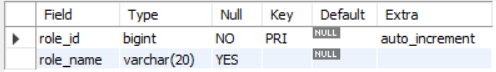 Field Type Null Key Default Extra
role_id bigint NO PRI NULL auto_increment
role_name varchar(20) YES NULL